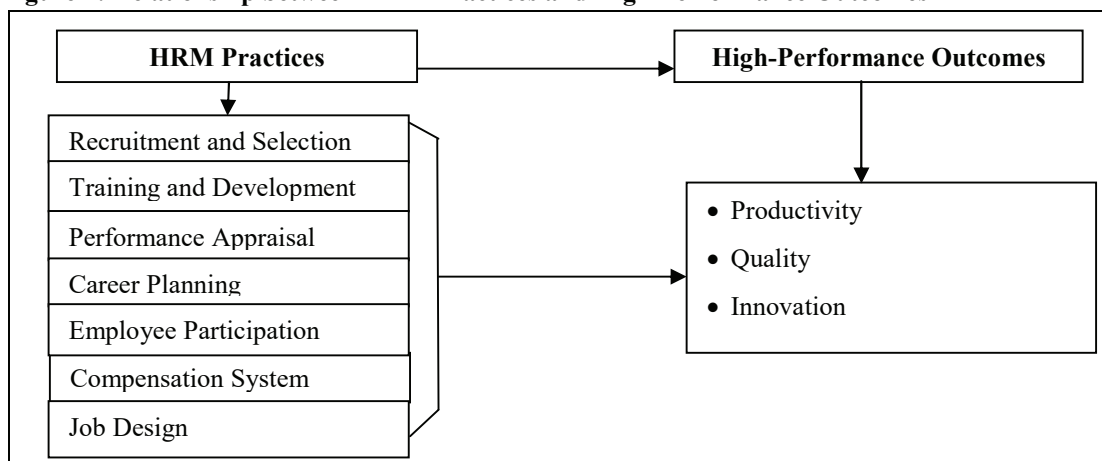 HRM Practices
High-Performance Outcomes
Recruitment and Selection
Training and Development
Performance Appraisal
Career Planning
Employee Participation
Compensation System
Job Design
• Productivity
• Quality
• Innovation